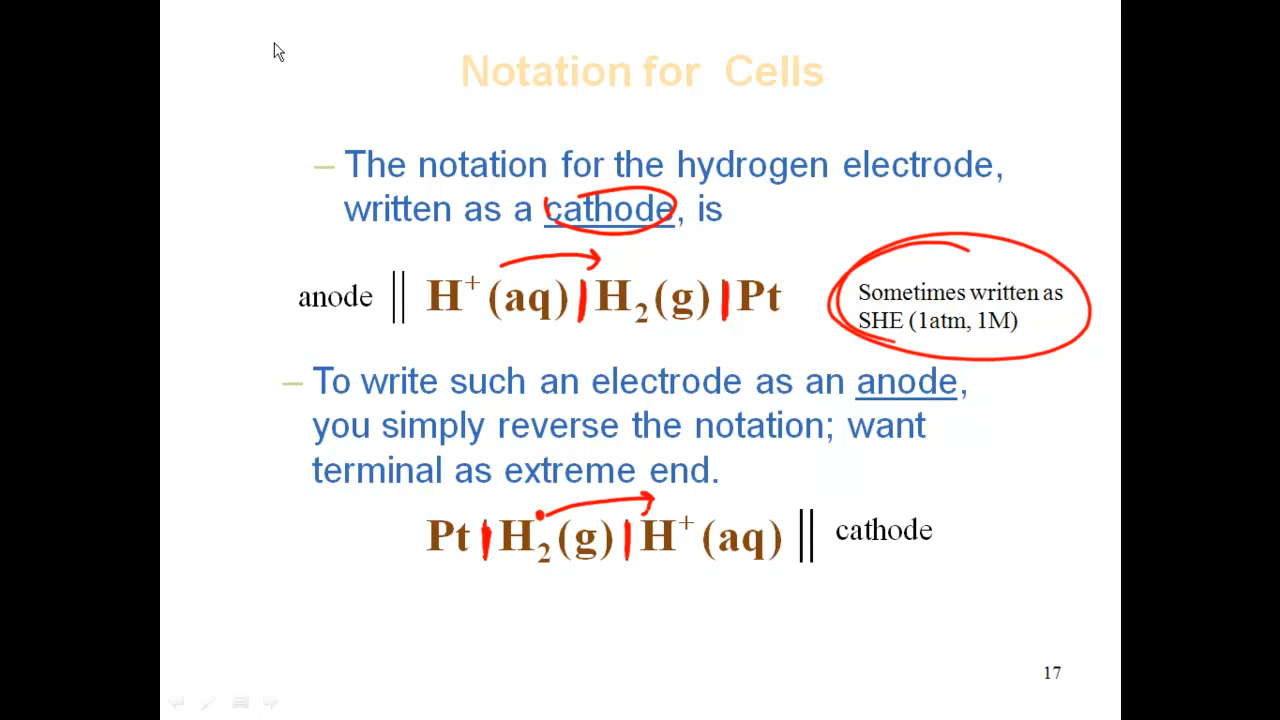 Notation for Cells
– The notation for the hydrogen electrode,
written as a cathode, is
anode || H⁺(aq) | H₂(g) | Pt
Sometimes written as
SHE (1atm, 1M)
– To write such an electrode as an anode,
you simply reverse the notation; want
terminal as extreme end.
Pt | H₂(g) | H⁺(aq) || cathode
17